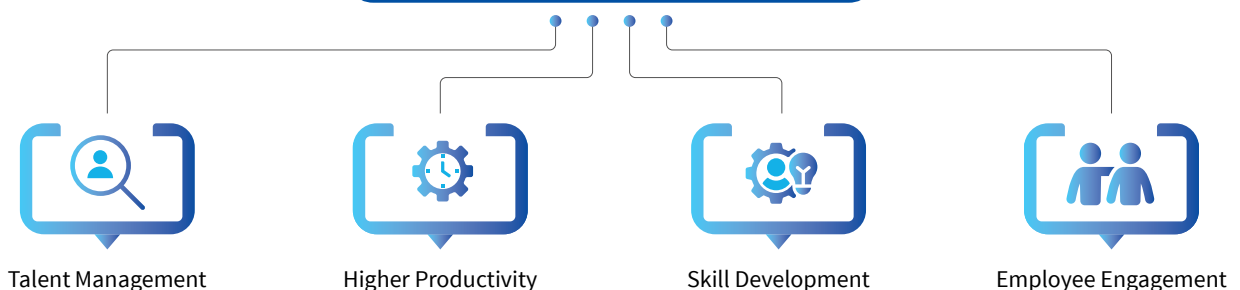 Talent Management
Higher Productivity
Skill Development
Employee Engagement